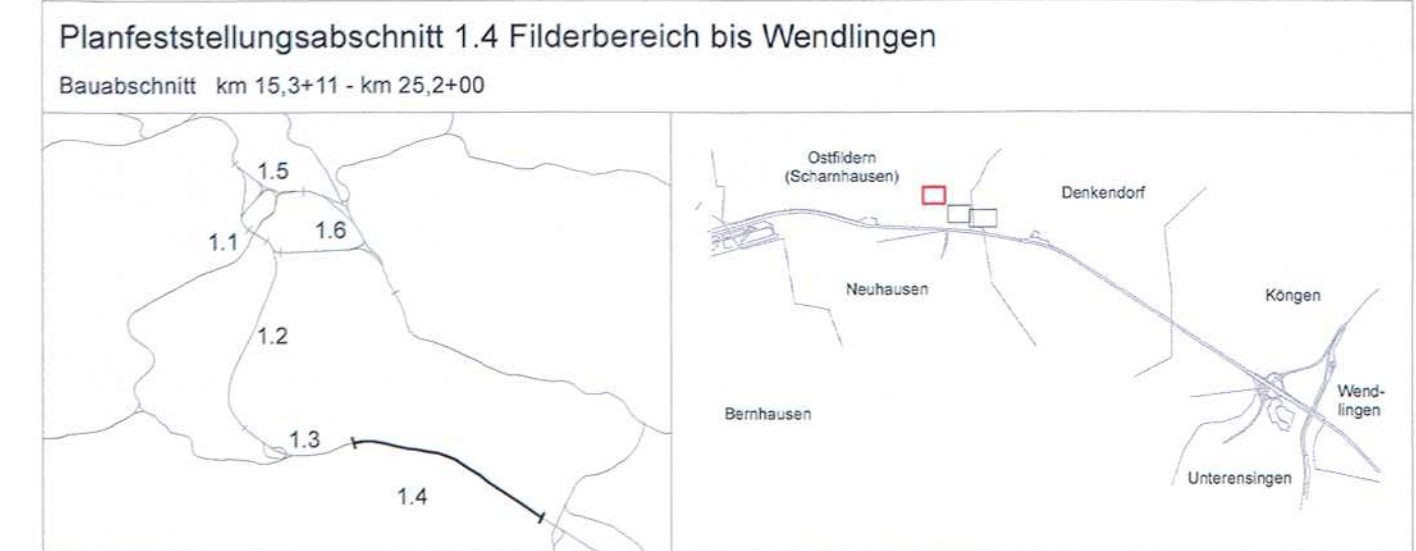 Planfeststellungsabschnitt 1.4 Filderbereich bis Wendlingen
Bauabschnitt km 15,3+11 - km 25,2+00
1.5
1.6
1.1
1.2
1.3
1.4
Ostfildern
(Scharnhausen)
Denkendorf
Neuhausen
Köngen
Bernhausen
Wend-
lingen
Unterensingen